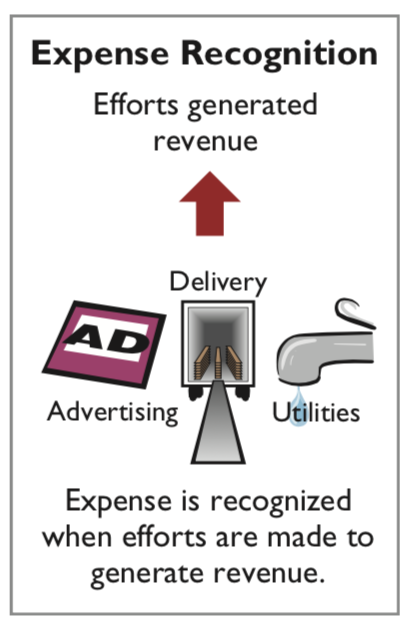 Expense Recognition
Efforts generated
revenue
Delivery
AD
Advertising
Utilities
Expense is recognized
when efforts are made to
generate revenue.